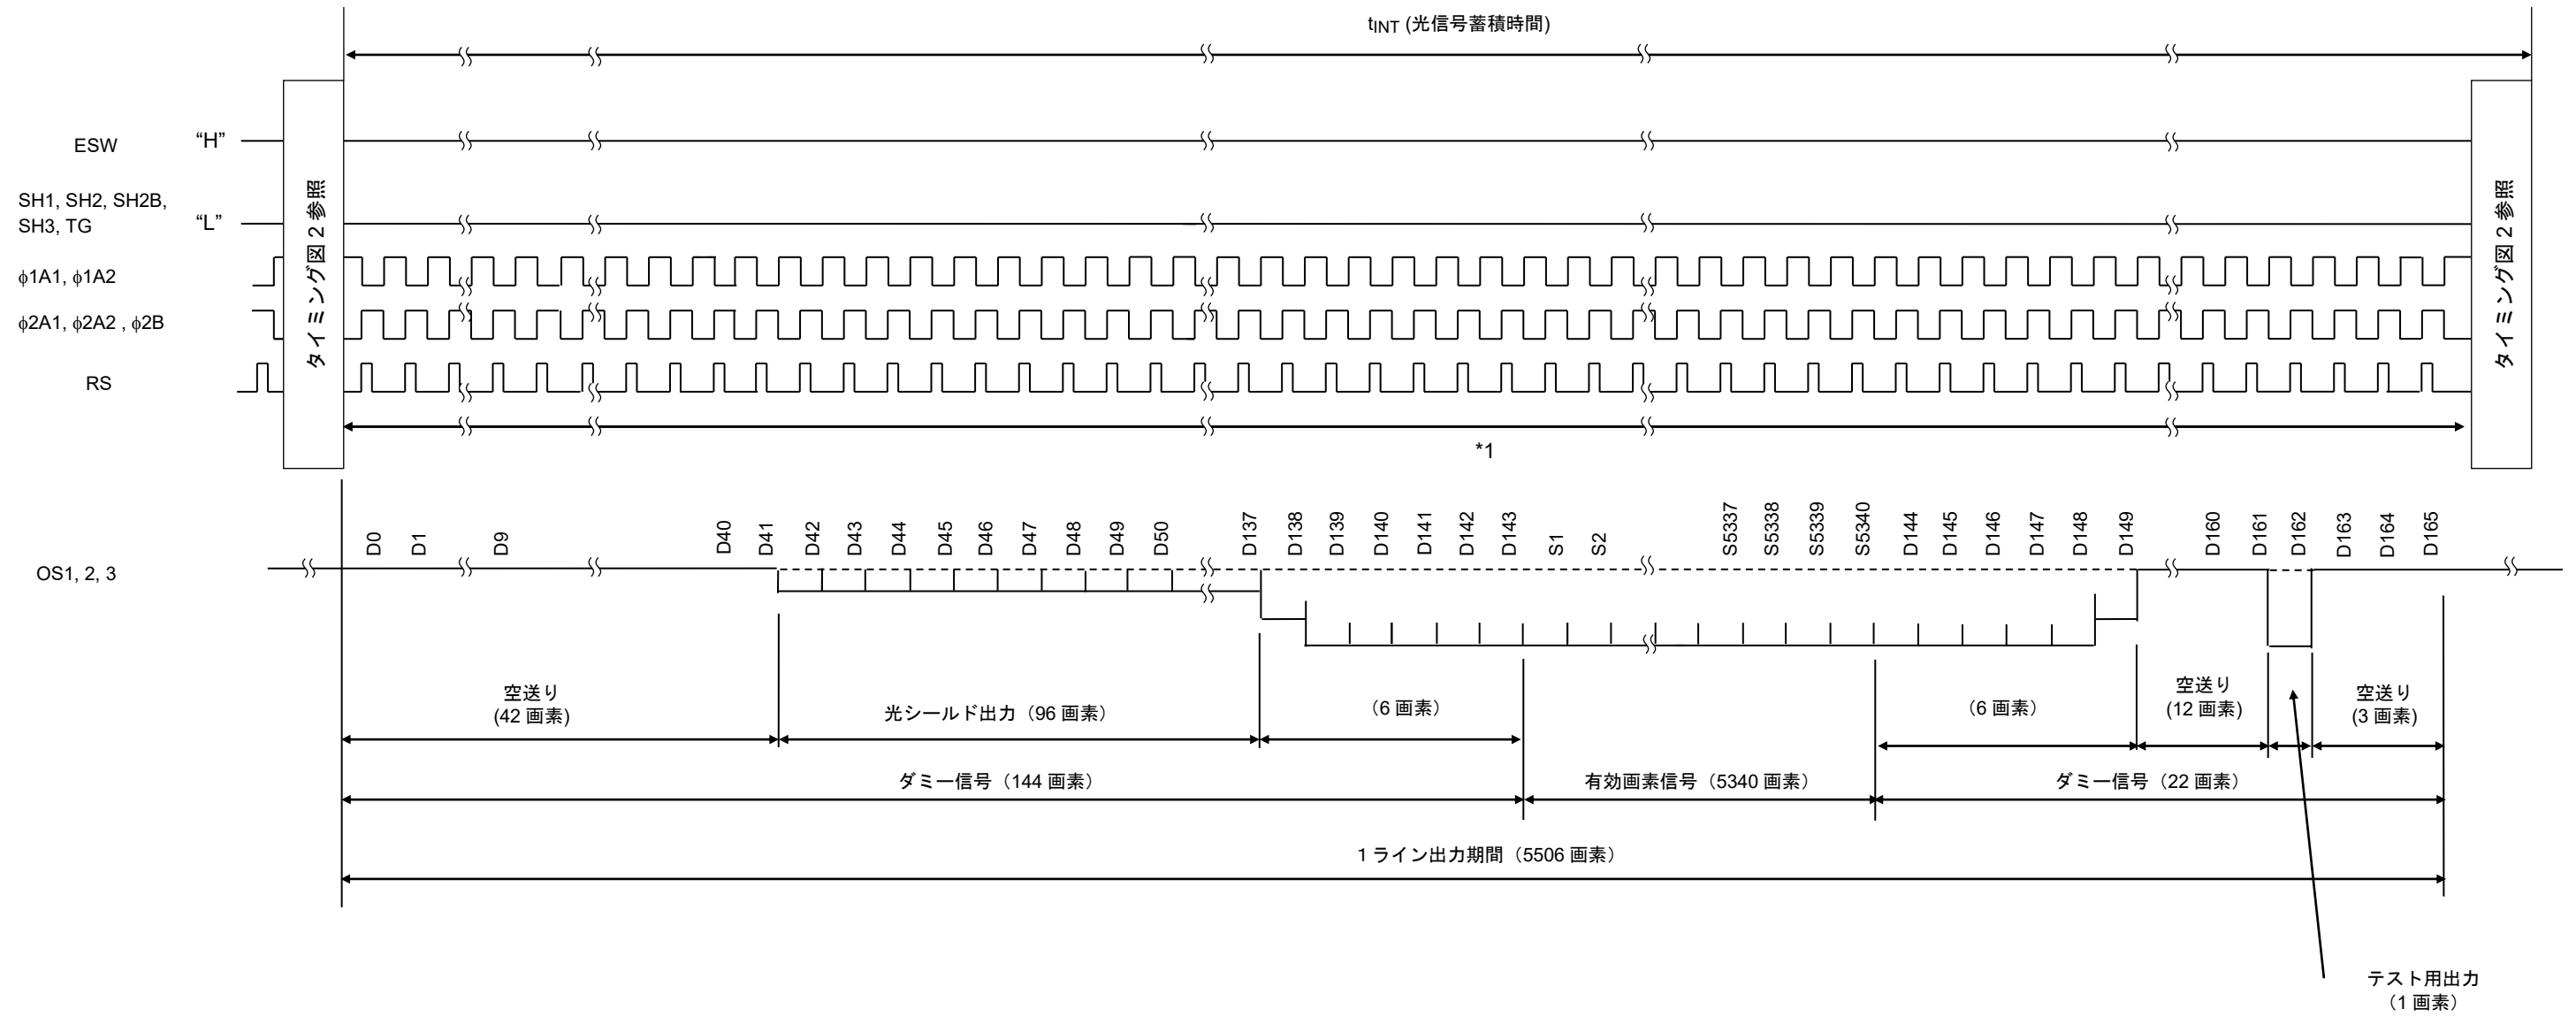 tINT (光信号蓄積時間)
ESW
“H”
SH1, SH2, SH2B,
SH3, TG
“L”
ϕ1A1, ϕ1A2
ϕ2A1, ϕ2A2 , ϕ2B
RS
タイミング図 2 参照
タイミング図 2 参照
*1
D0
D1
D9
D40
D41
D42
D43
D44
D45
D46
D47
D48
D49
D50
D137
D138
D139
D140
D141
D142
D143
S1
S2
S5337
S5338
S5339
S5340
D144
D145
D146
D147
D148
D149
D160
D161
D162
D163
D164
D165
OS1, 2, 3
空送り
(42 画素)
光シールド出力（96 画素）
（6 画素）
（6 画素）
空送り
(12 画素)
空送り
(3 画素)
ダミー信号（144 画素）
有効画素信号（5340 画素）
ダミー信号（22 画素）
１ライン出力期間（5506 画素）
テスト用出力
（1 画素）